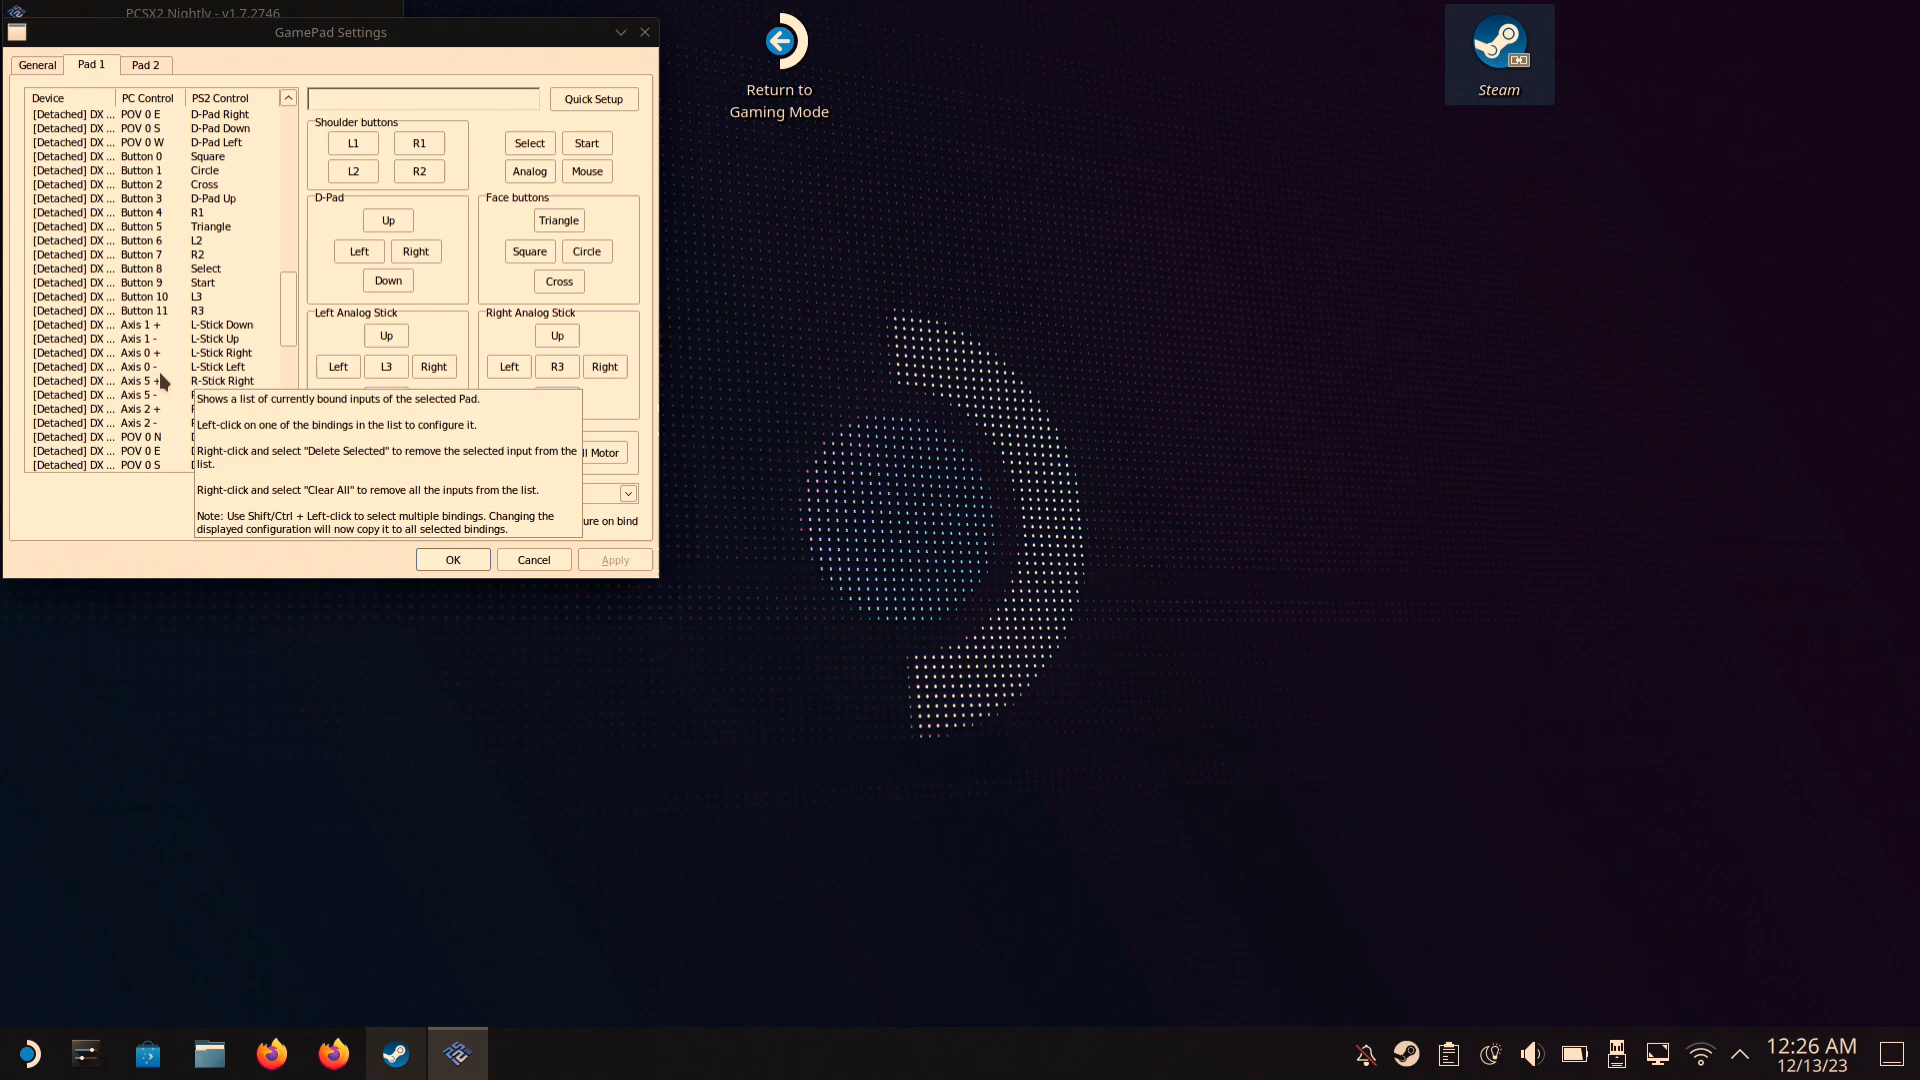 PCSX2 Nightly - v1.7.2746
GamePad Settings
General
Pad 1
Pad 2
Device PC Control PS2 Control
[Detached] DX ... POV 0 E D-Pad Right
[Detached] DX ... POV 0 S D-Pad Down
[Detached] DX ... POV 0 W D-Pad Left
[Detached] DX ... Button 0 Square
[Detached] DX ... Button 1 Circle
[Detached] DX ... Button 2 Cross
[Detached] DX ... Button 3 D-Pad Up
[Detached] DX ... Button 4 R1
[Detached] DX ... Button 5 Triangle
[Detached] DX ... Button 6 L2
[Detached] DX ... Button 7 R2
[Detached] DX ... Button 8 Select
[Detached] DX ... Button 9 Start
[Detached] DX ... Button 10 L3
[Detached] DX ... Button 11 R3
[Detached] DX ... Axis 1 + L-Stick Down
[Detached] DX ... Axis 1 - L-Stick Up
[Detached] DX ... Axis 0 + L-Stick Right
[Detached] DX ... Axis 0 - L-Stick Left
[Detached] DX ... Axis 5 + R-Stick Right
[Detached] DX ... Axis 5 -
[Detached] DX ... Axis 2 +
[Detached] DX ... Axis 2 -
[Detached] DX ... POV 0 N
[Detached] DX ... POV 0 E
[Detached] DX ... POV 0 S
Quick Setup
Shoulder buttons
L1 R1
L2 R2
Select Start
Analog Mouse
D-Pad
Up
Left Right
Down
Face buttons
Triangle
Square Circle
Cross
Left Analog Stick
Up
Left L3 Right
Right Analog Stick
Up
Left R3 Right
Shows a list of currently bound inputs of the selected Pad.
Left-click on one of the bindings in the list to configure it.
Right-click and select "Delete Selected" to remove the selected input from the
list.
Right-click and select "Clear All" to remove all the inputs from the list.
Note: Use Shift/Ctrl + Left-click to select multiple bindings. Changing the
displayed configuration will now copy it to all selected bindings.
ll Motor
ure on bind
OK
Cancel
Apply
Return to
Gaming Mode
Steam
12:26 AM
12/13/23